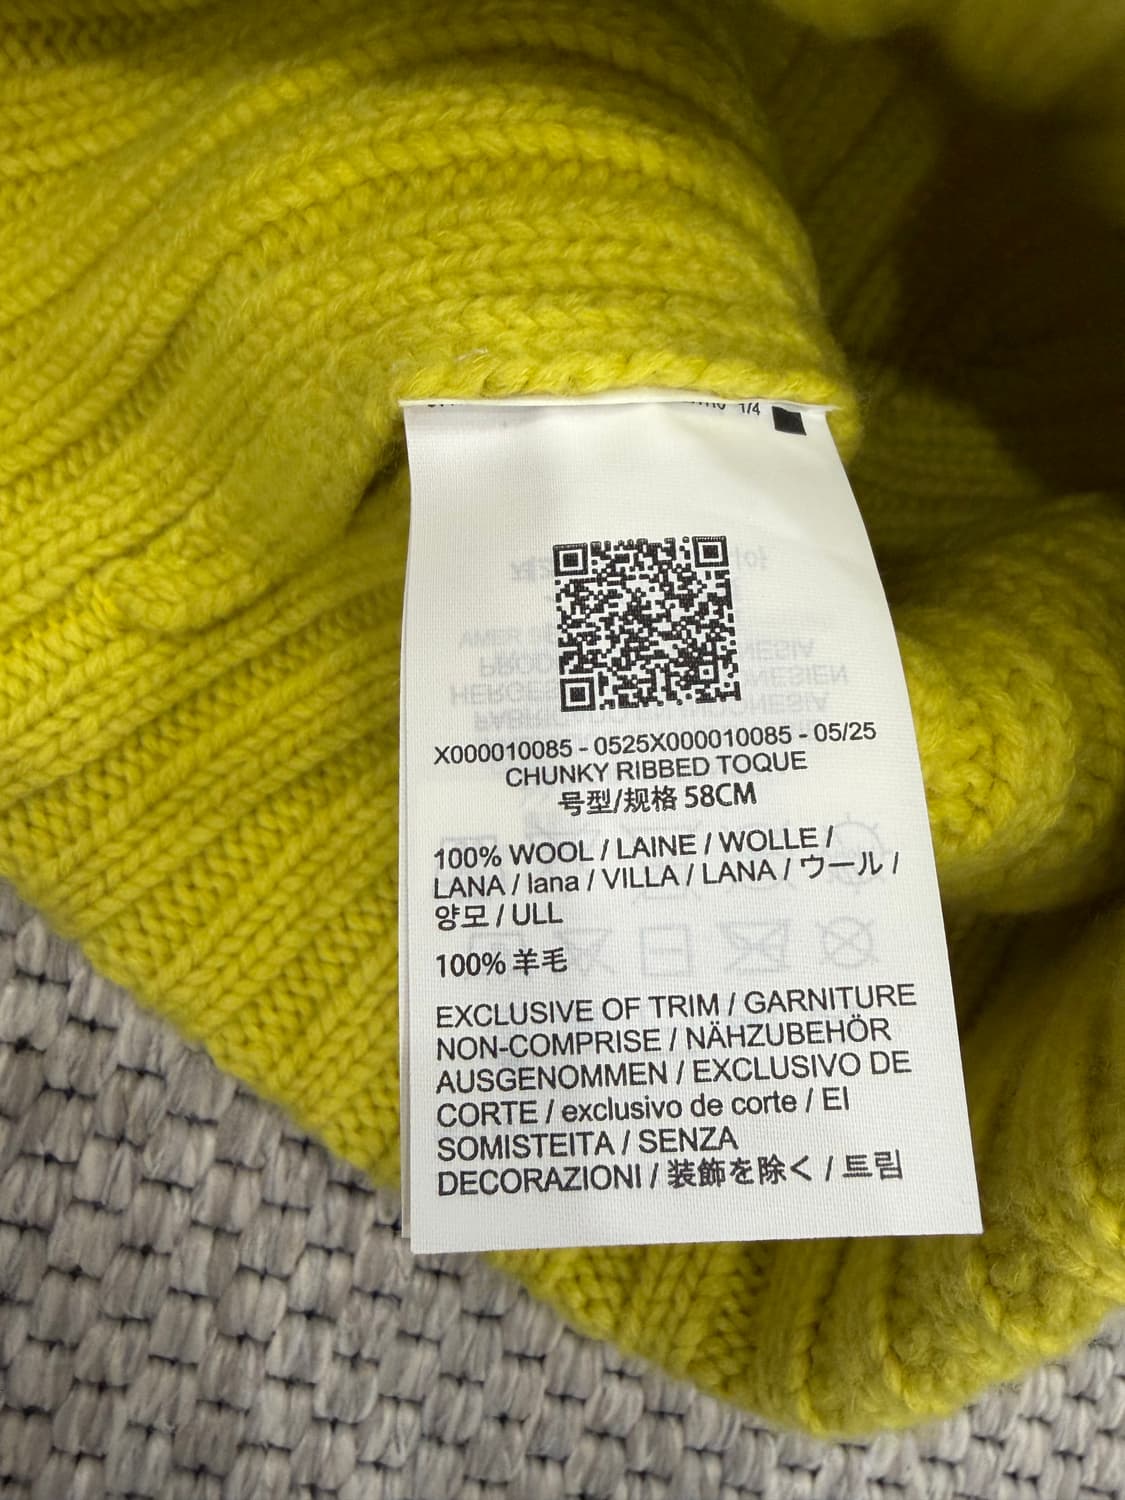 1/4
X000010085 - 0525X000010085 - 05/25
CHUNKY RIBBED TOQUE
号型/规格 58CM
100% WOOL / LAINE / WOLLE /
LANA / lana / VILLA / LANA / ウール /
양모 / ULL
100% 羊毛
EXCLUSIVE OF TRIM / GARNITURE
NON-COMPRISE / NÄHZUBEHÖR
AUSGENOMMEN / EXCLUSIVO DE
CORTE / exclusivo de corte / EI
SOMISTEITA / SENZA
DECORAZIONI / 装飾を除く / 트림